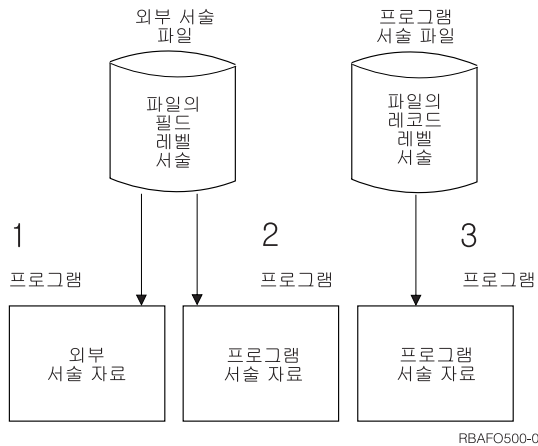 외부 서술
파일
프로그램
서술 파일
파일의
필드
레벨
서술
파일의
레코드
레벨
서술
1
2
3
프로그램
프로그램
프로그램
외부
서술 자료
프로그램
서술 자료
프로그램
서술 자료
RBAFO500-0